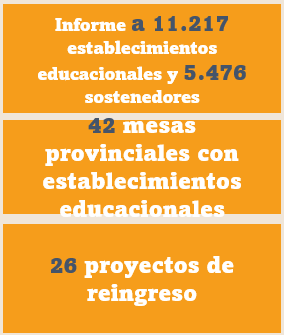 Informe a 11.217
establecimientos
educacionales y 5.476
sostenedores
42 mesas
provinciales con
establecimientos
educacionales
26 proyectos de
reingreso